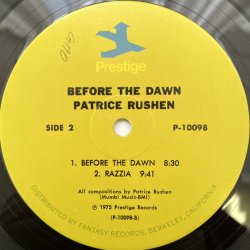 Prestige
BEFORE THE DAWN
PATRICE RUSHEN
SIDE 2
P-10098
1. BEFORE THE DAWN 8:30
2. RAZZIA 9:41
All compositions by Patrice Rushen
(Mumbi Music-BMI)
℗ 1975 Prestige Records
(P-10098-B)
DISTRIBUTED BY FANTASY RECORDS, BERKELEY, CALIFORNIA